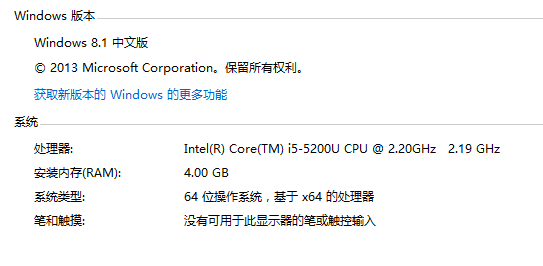 Windows 版本
Windows 8.1 中文版
© 2013 Microsoft Corporation。保留所有权利。
获取新版本的 Windows 的更多功能
系统
处理器: Intel(R) Core(TM) i5-5200U CPU @ 2.20GHz 2.19 GHz
安装内存(RAM): 4.00 GB
系统类型: 64 位操作系统，基于 x64 的处理器
笔和触摸: 没有可用于此显示器的笔或触控输入